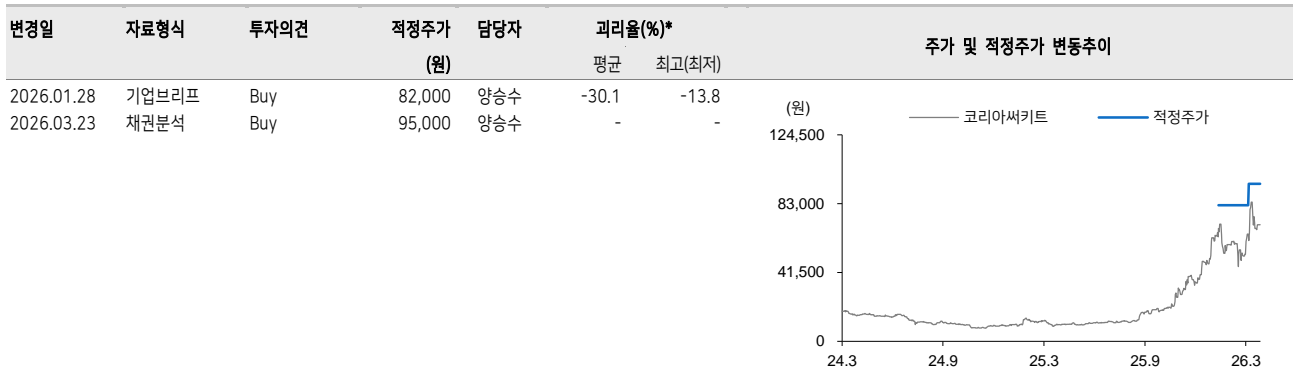 변경일 자료형식 투자의견 적정주가 담당자 괴리율(%)* 주가 및 적정주가 변동추이
(원) 평균 최고(최저)
2026.01.28 기업브리프 Buy 82,000 양승수 -30.1 -13.8
2026.03.23 채권분석 Buy 95,000 양승수 - -
(원)
코리아써키트 적정주가
124,500
83,000
41,500
0
24.3 24.9 25.3 25.9 26.3